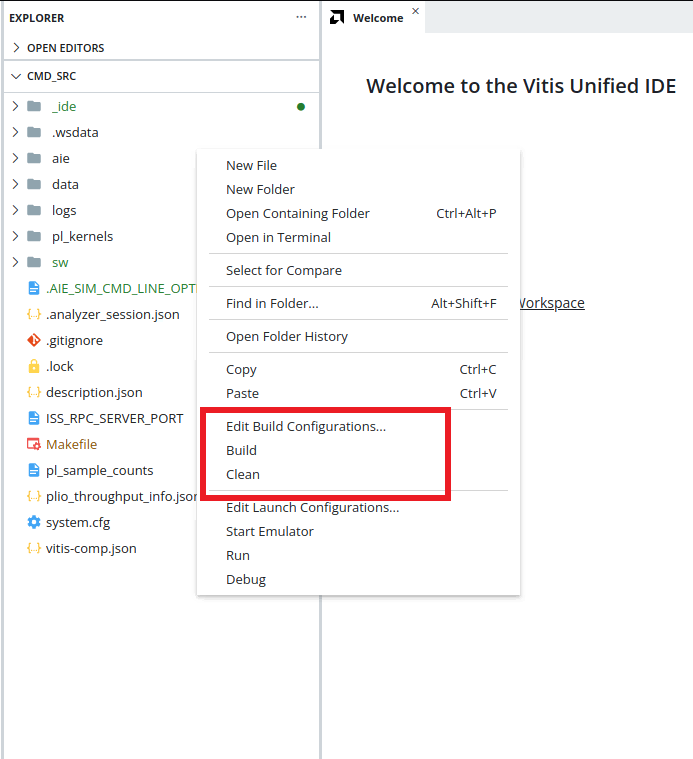 EXPLORER
Welcome
OPEN EDITORS
CMD_SRC
Welcome to the Vitis Unified IDE
_ide
.wsdata
aie
data
logs
pl_kernels
sw
.AIE_SIM_CMD_LINE_OPT
.analyzer_session.json
.gitignore
.lock
description.json
ISS_RPC_SERVER_PORT
Makefile
pl_sample_counts
plio_throughput_info.json
system.cfg
vitis-comp.json
New File
New Folder
Open Containing Folder Ctrl+Alt+P
Open in Terminal
Select for Compare
Find in Folder... Alt+Shift+F
Open Folder History
Copy Ctrl+C
Paste Ctrl+V
Edit Build Configurations...
Build
Clean
Edit Launch Configurations...
Start Emulator
Run
Debug
Workspace